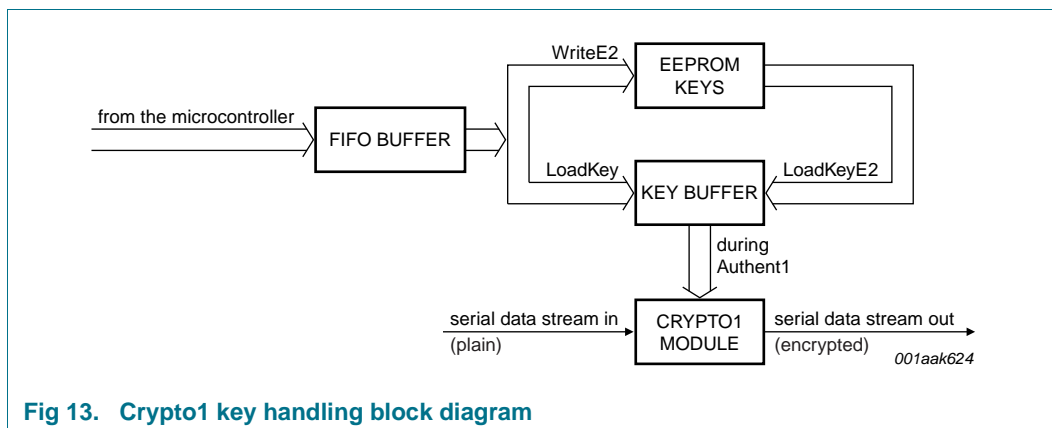 WriteE2
EEPROM
KEYS
from the microcontroller
FIFO BUFFER
LoadKey
LoadKeyE2
KEY BUFFER
during
Authent1
serial data stream in
(plain)
CRYPTO1
MODULE
serial data stream out
(encrypted)
001aak624
Fig 13. Crypto1 key handling block diagram